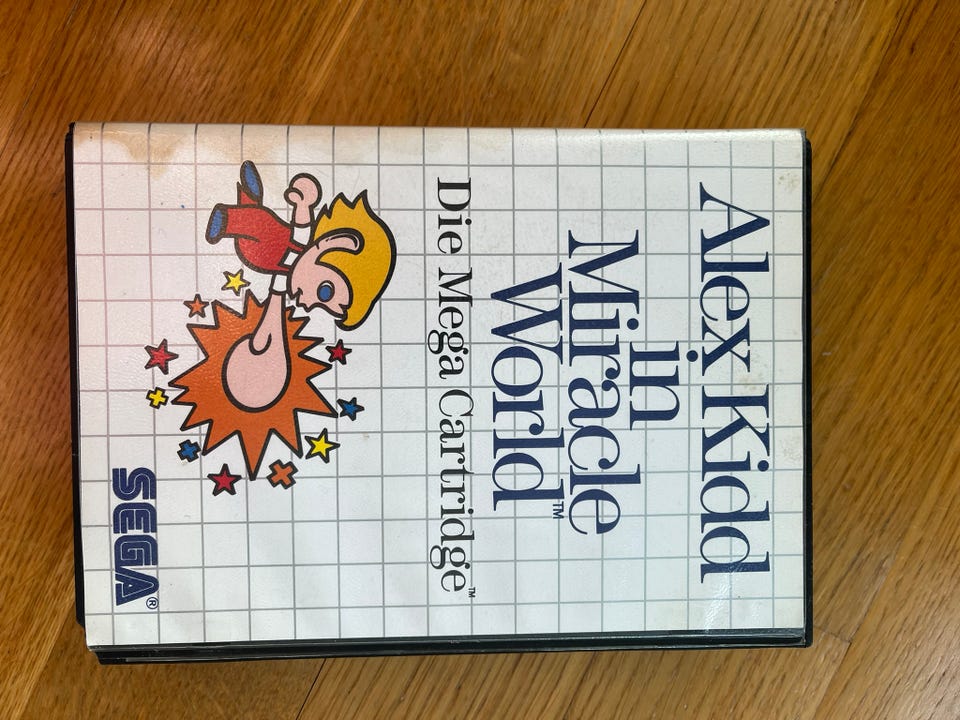 Alex Kidd
in
Miracle
World™
Die Mega Cartridge™
SEGA®